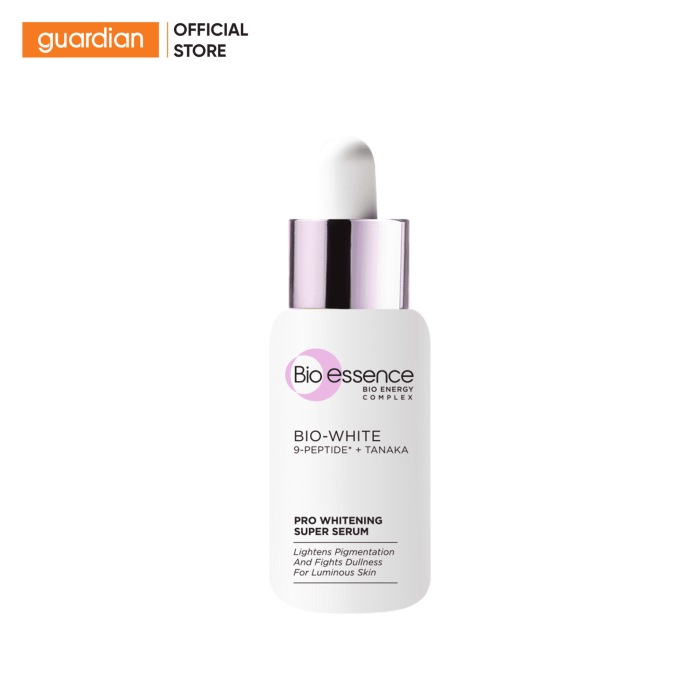 guardian
OFFICIAL
STORE
Bio essence
BIO ENERGY
COMPLEX
BIO-WHITE
9-PEPTIDE* + TANAKA
PRO WHITENING
SUPER SERUM
Lightens Pigmentation
And Fights Dullness
For Luminous Skin